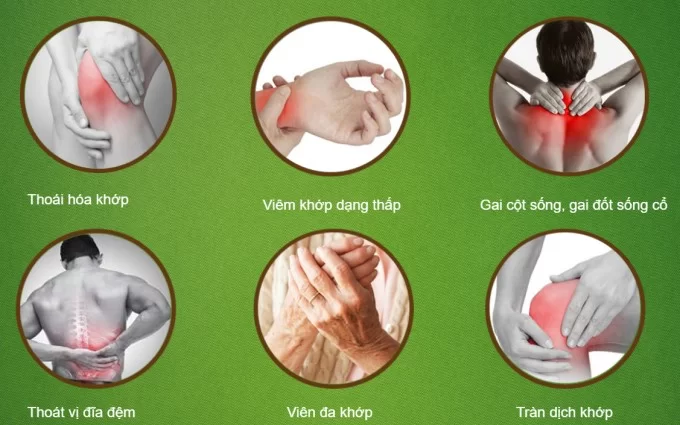 Thoái hóa khớp
Viêm khớp dạng thấp
Gai cột sống, gai đốt sống cổ
Thoát vị đĩa đệm
Viên đa khớp
Tràn dịch khớp